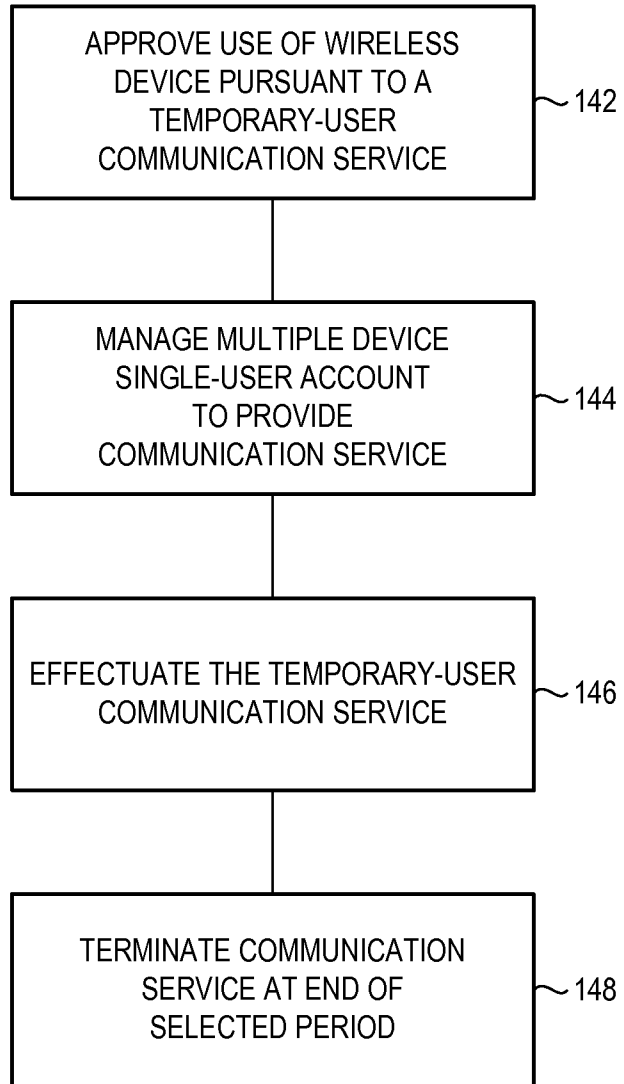 APPROVE USE OF WIRELESS
DEVICE PURSUANT TO A
TEMPORARY-USER
COMMUNICATION SERVICE
142
MANAGE MULTIPLE DEVICE
SINGLE-USER ACCOUNT
TO PROVIDE
COMMUNICATION SERVICE
144
EFFECTUATE THE TEMPORARY-USER
COMMUNICATION SERVICE
146
TERMINATE COMMUNICATION
SERVICE AT END OF
SELECTED PERIOD
148